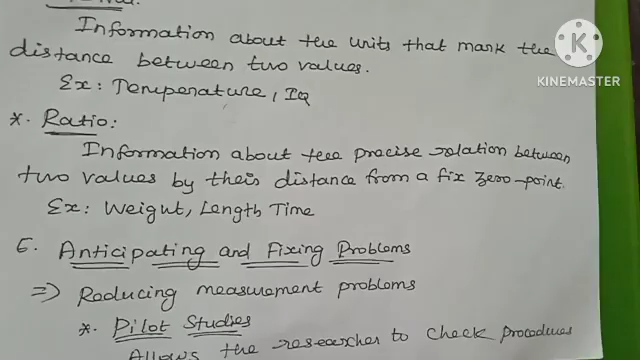 Information about the units that mark the
distance between two values.
Ex: Temperature, IQ
*. Ratio:
Information about the precise relation between
two values by their distance from a fix zero-point.
Ex: Weight, Length Time
E. Anticipating and Fixing Problems
=> Reducing measurement problems
* Pilot Studies
Allows the researcher to check procedures
KINEMASTER